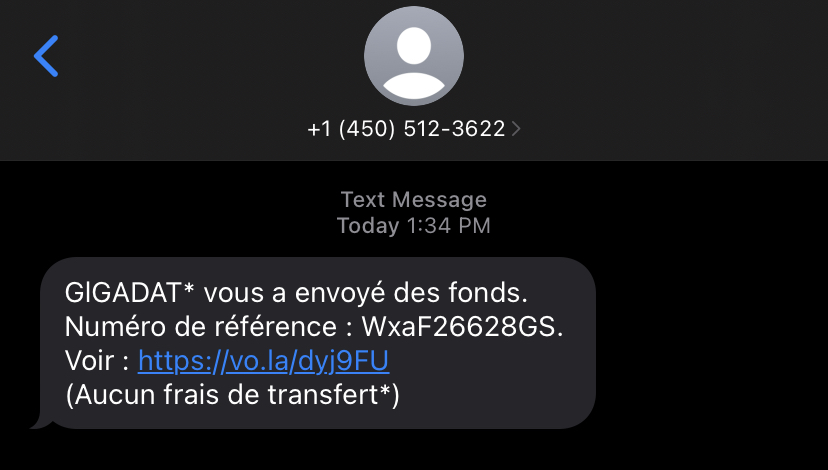 +1 (450) 512-3622
Text Message
Today 1:34 PM
GlGADAT* vous a envoyé des fonds.
Numéro de référence : WxaF26628GS.
Voir : https://vo.la/dyj9FU
(Aucun frais de transfert*)